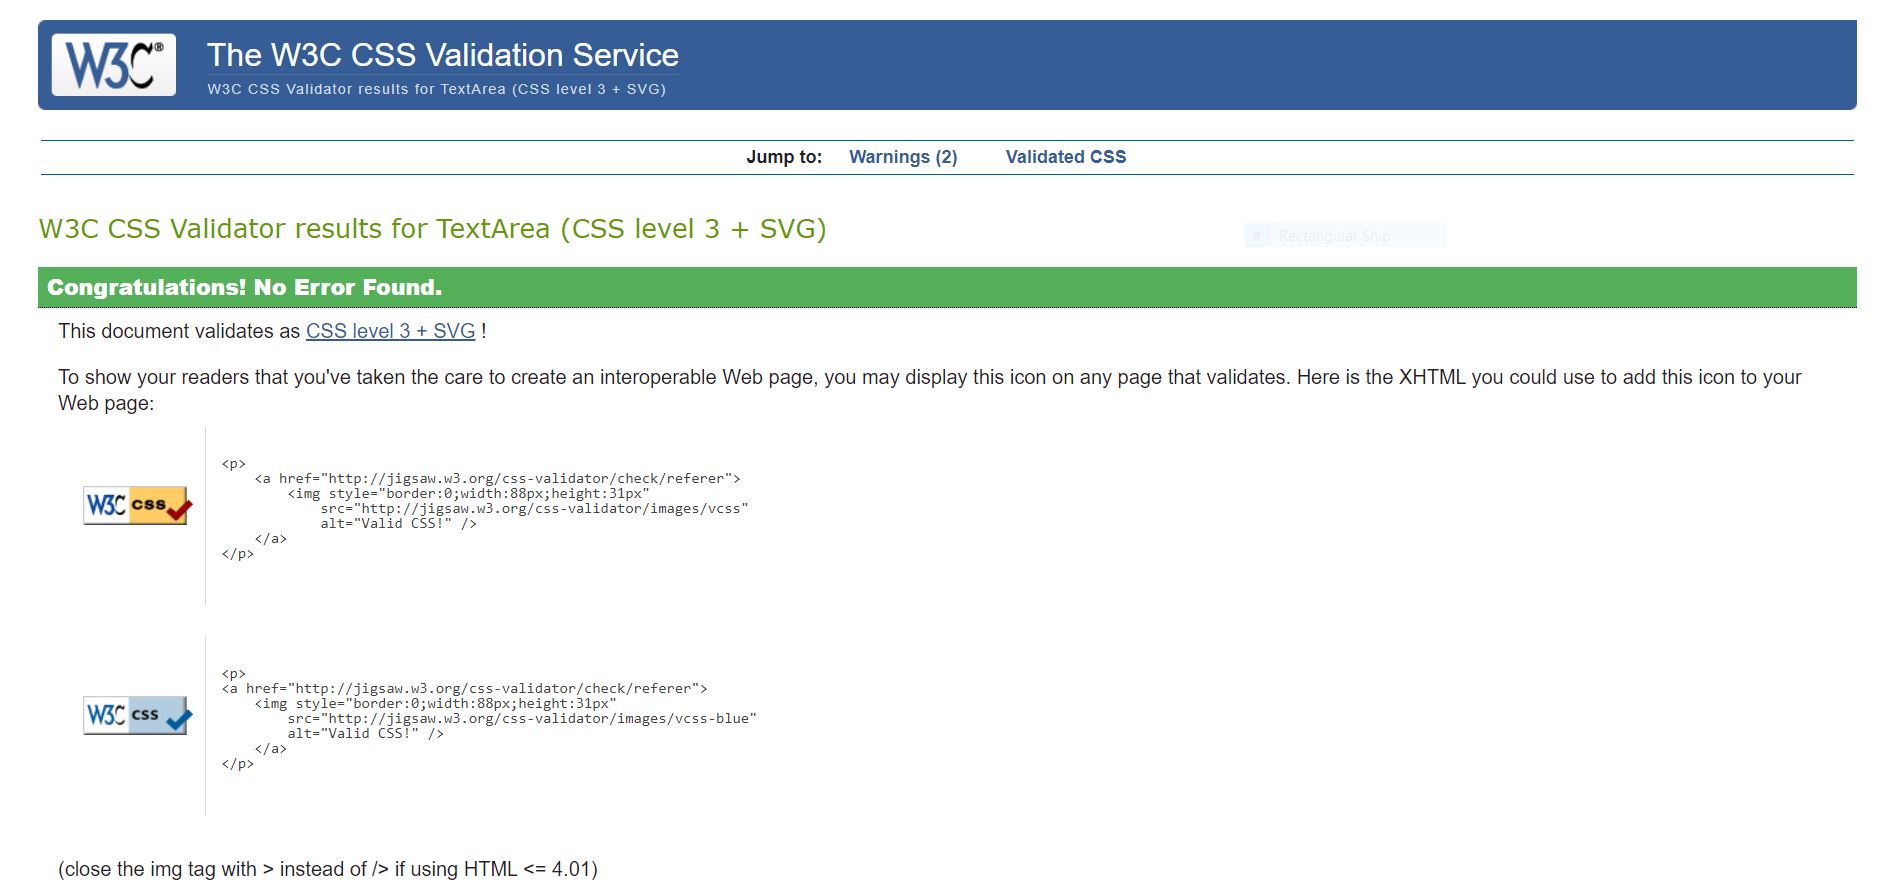 W3C®
The W3C CSS Validation Service
W3C CSS Validator results for TextArea (CSS level 3 + SVG)
Jump to: Warnings (2) Validated CSS
W3C CSS Validator results for TextArea (CSS level 3 + SVG)
Rectangular Snip
Congratulations! No Error Found.
This document validates as CSS level 3 + SVG !
To show your readers that you've taken the care to create an interoperable Web page, you may display this icon on any page that validates. Here is the XHTML you could use to add this icon to your
Web page:
<p>
    <a href="http://jigsaw.w3.org/css-validator/check/referer">
        <img style="border:0;width:88px;height:31px"
W3C css
            src="http://jigsaw.w3.org/css-validator/images/vcss"
            alt="Valid CSS!" />
    </a>
</p>
<p>
<a href="http://jigsaw.w3.org/css-validator/check/referer">
    <img style="border:0;width:88px;height:31px"
W3C css
        src="http://jigsaw.w3.org/css-validator/images/vcss-blue"
        alt="Valid CSS!" />
    </a>
</p>
(close the img tag with > instead of /> if using HTML <= 4.01)